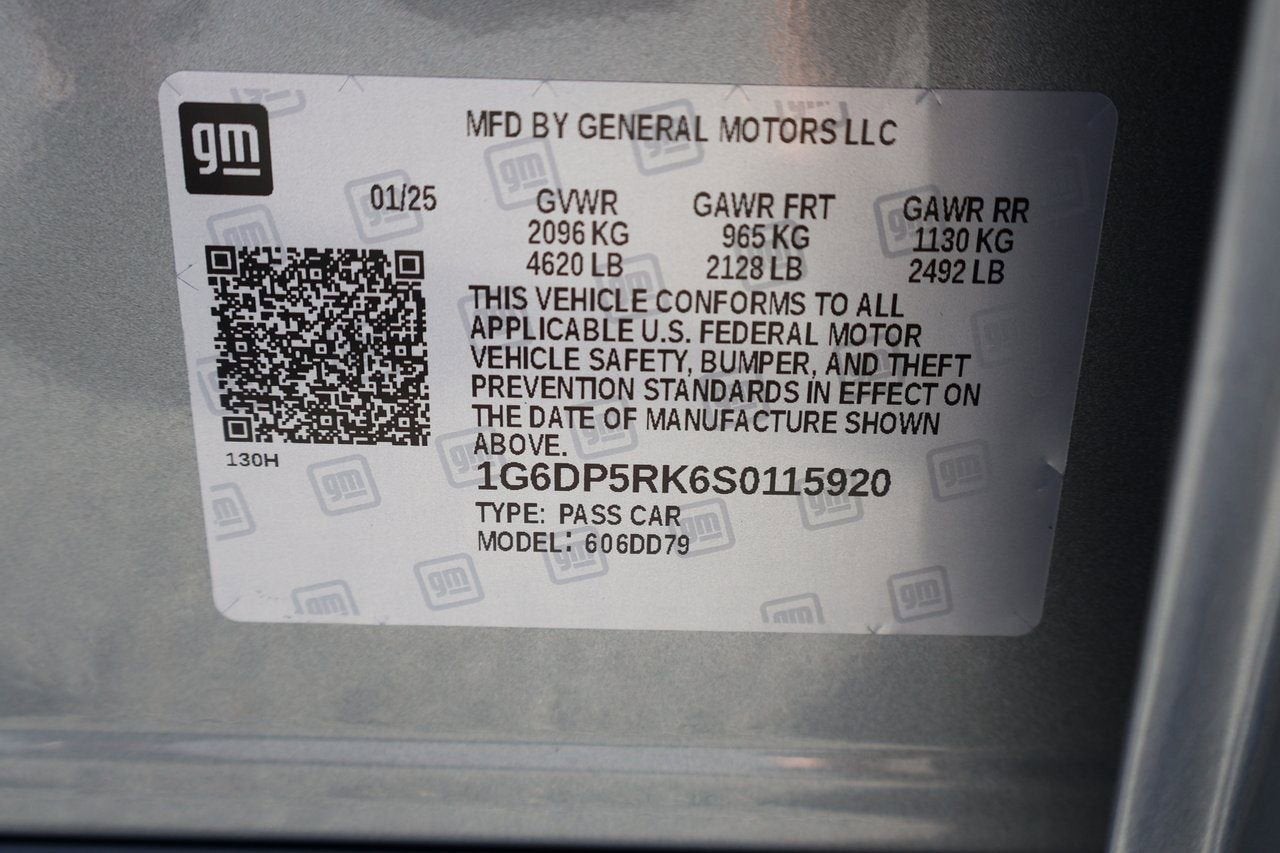 gm
MFD BY GENERAL MOTORS LLC
01/25 GVWR GAWR FRT GAWR RR
2096 KG 965 KG 1130 KG
4620 LB 2128 LB 2492 LB
THIS VEHICLE CONFORMS TO ALL
APPLICABLE U.S. FEDERAL MOTOR
VEHICLE SAFETY, BUMPER, AND THEFT
PREVENTION STANDARDS IN EFFECT ON
THE DATE OF MANUFACTURE SHOWN
ABOVE.
130H
1G6DP5RK6S0115920
TYPE: PASS CAR
MODEL: 606DD79